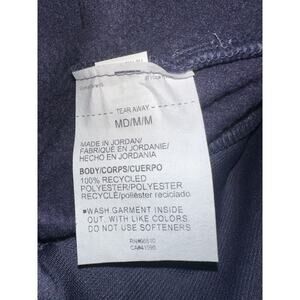 TEAR AWAY
MD/M/M
MADE IN JORDAN/
FABRIQUÉ EN JORDANIE/
HECHO EN JORDANIA
BODY/CORPS/CUERPO
100% RECYCLED
POLYESTER/POLYESTER
RECYCLÉ/poliéster reciclado
*WASH GARMENT INSIDE
OUT, WITH LIKE COLORS.
DO NOT USE SOFTENERS